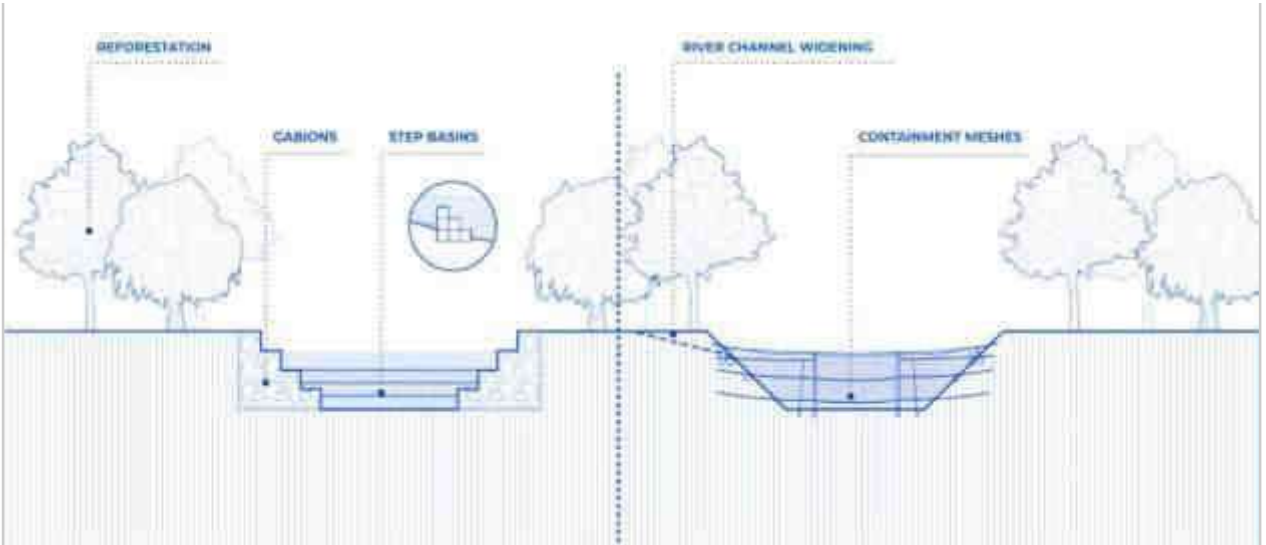 REFORESTATION
RIVER CHANNEL WIDENING
GABIONS
STEP BASINS
CONTAINMENT MESHES